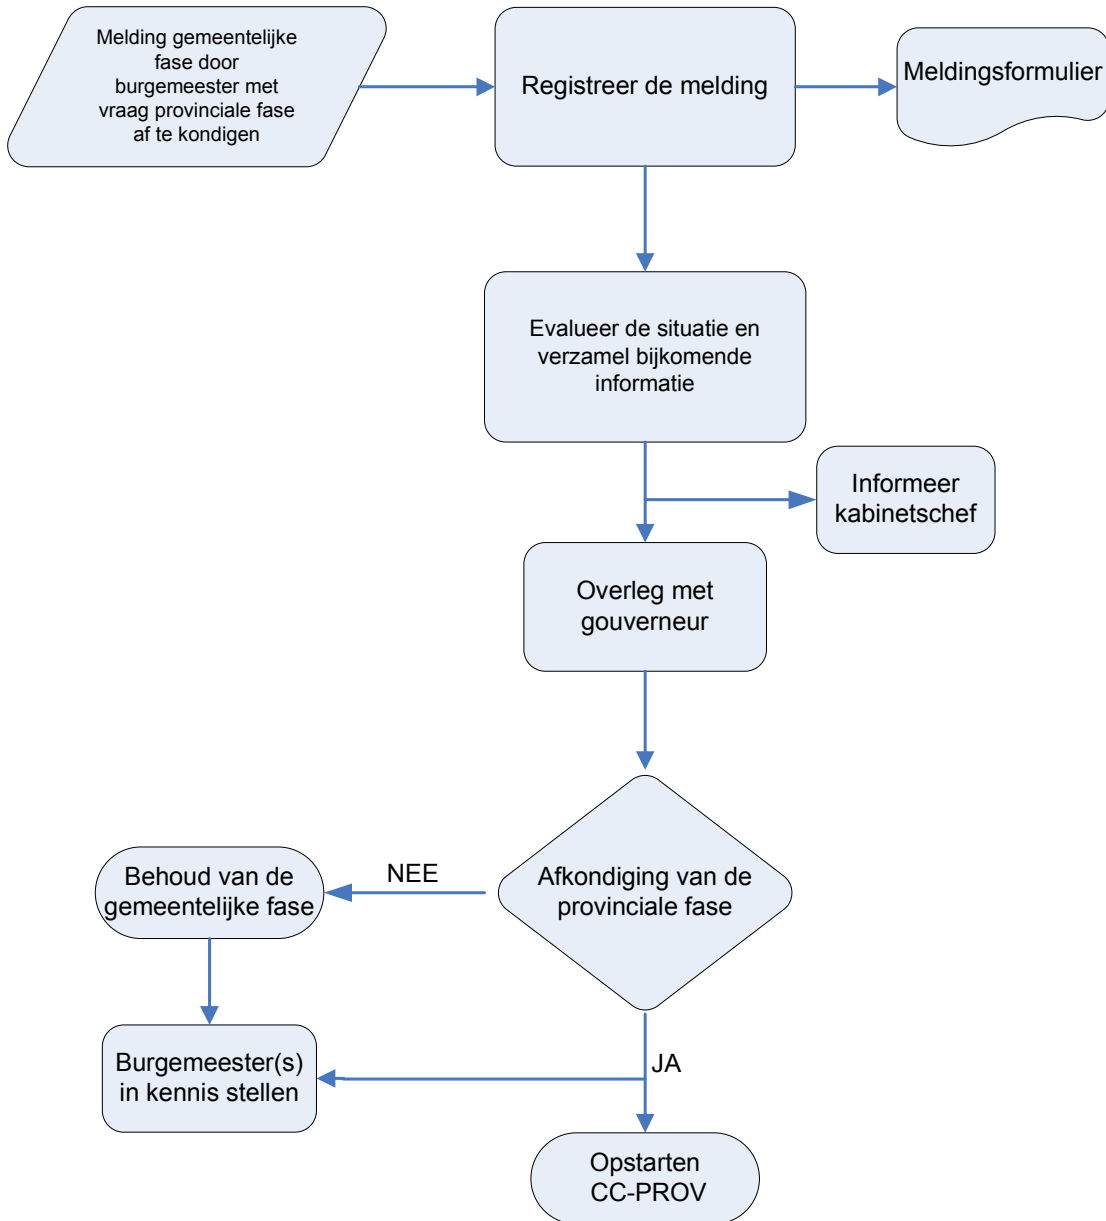 Melding gemeentelijke
fase door
burgemeester met
vraag provinciale fase
af te kondigen
Registreer de melding
Meldingsformulier
Evalueer de situatie en
verzamel bijkomende
informatie
Informeer
kabinetschef
Overleg met
gouverneur
Afkondiging van de
provinciale fase
NEE
Behoud van de
gemeentelijke fase
JA
Burgemeester(s)
in kennis stellen
Opstarten
CC-PROV